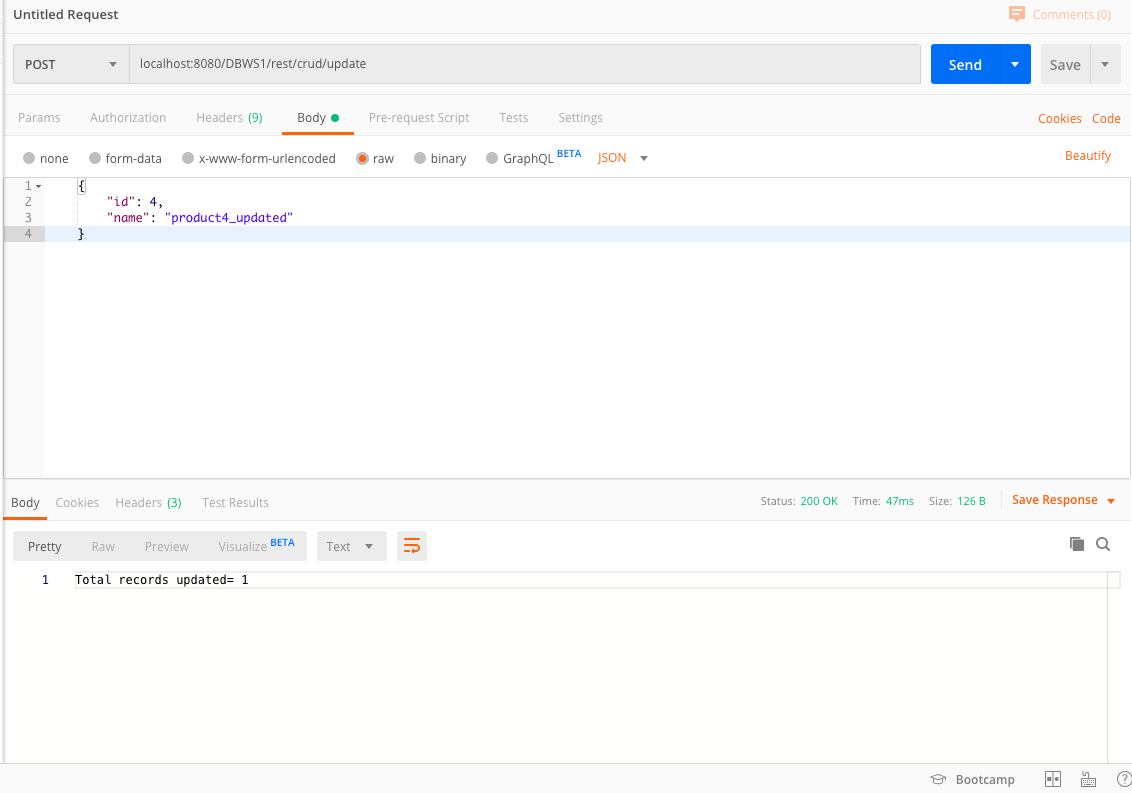 Untitled Request
Comments (0)
POST
localhost:8080/DBWS1/rest/crud/update
Send
Save
Params Authorization Headers (9) Body Pre-request Script Tests Settings
Cookies Code
none form-data x-www-form-urlencoded raw binary GraphQL BETA JSON
Beautify
1 {
2 "id": 4,
3 "name": "product4_updated"
4 }
Body Cookies Headers (3) Test Results
Status: 200 OK Time: 47ms Size: 126 B Save Response
Pretty Raw Preview Visualize BETA Text
1 Total records updated= 1
Bootcamp
?